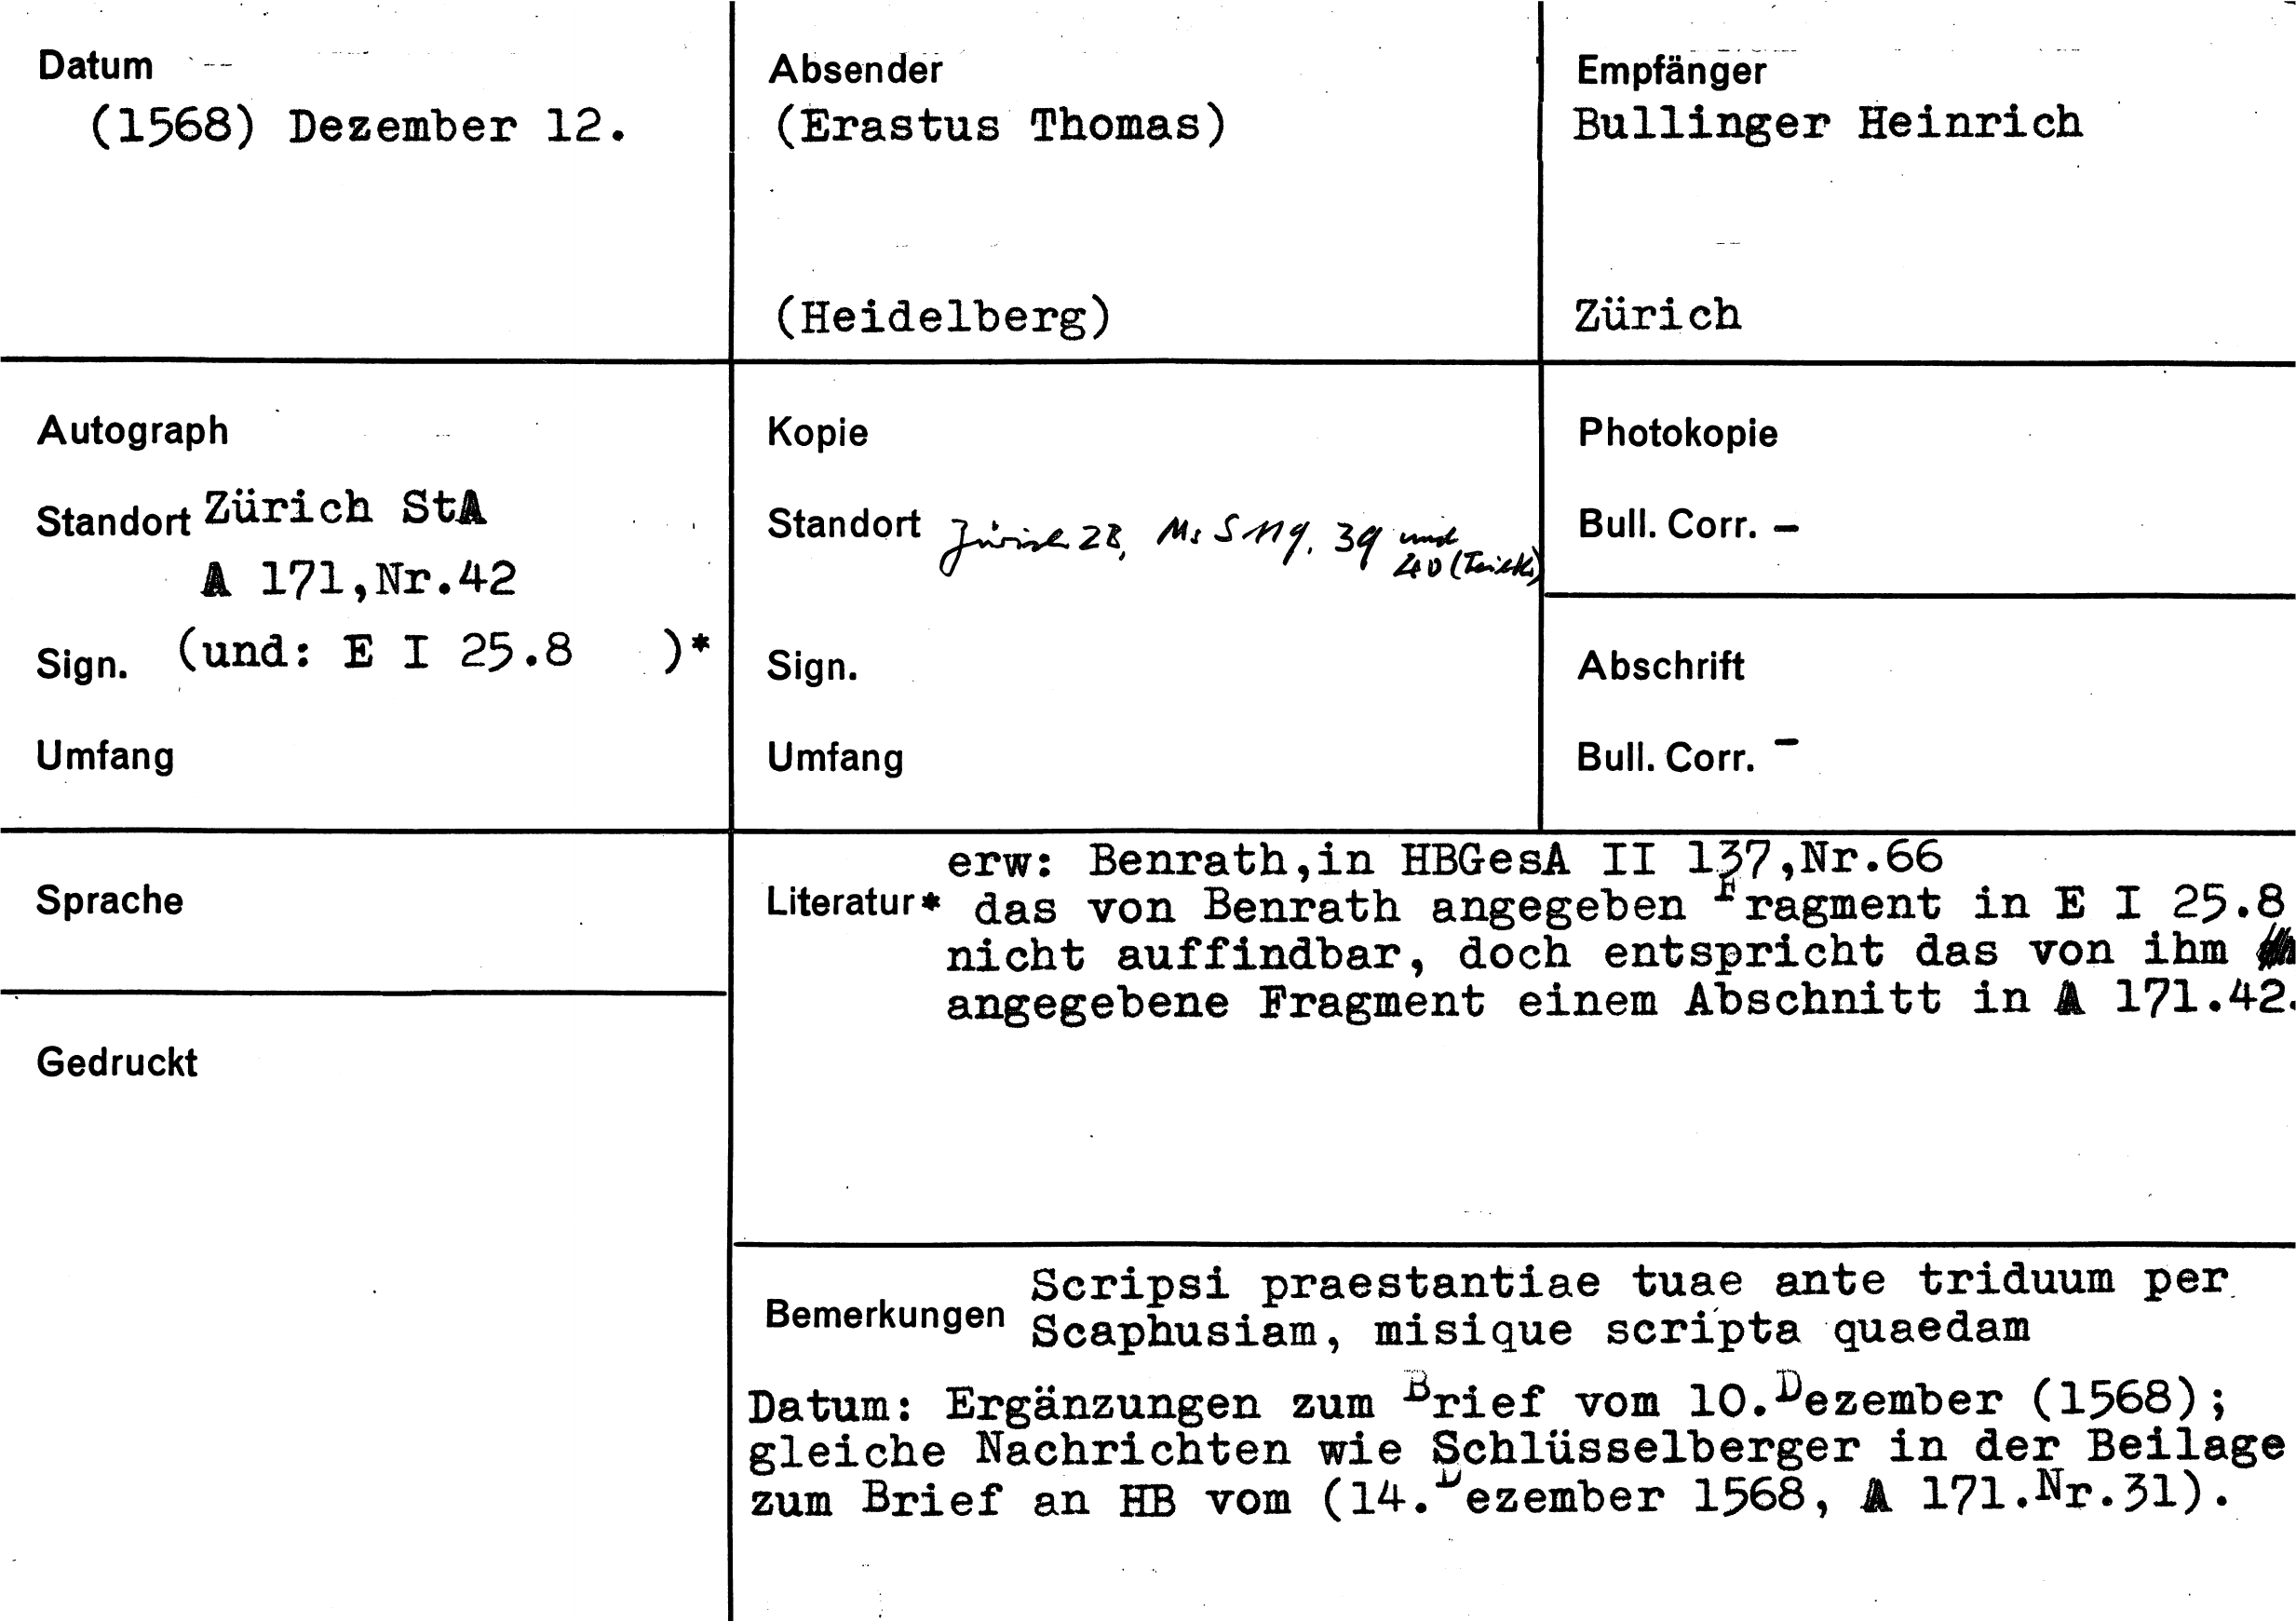 Datum
(1568) Dezember 12.
Absender
(Erastus Thomas)
(Heidelberg)
Empfänger
Bullinger Heinrich
Zürich
Autograph
Standort Zürich StA
A 171,Nr.42
Sign. (und: E I 25.8 )*
Umfang
Kopie
Standort Zürich ZB, Ms S 119, 39 und
40
Sign.
Umfang
Photokopie
Bull. Corr. –
Abschrift
Bull. Corr. –
Sprache
Gedruckt
erw: Benrath,in HBGesA II 137,Nr.66
Literatur* das von Benrath angegeben Fragment in E I 25.8
nicht auffindbar, doch entspricht das von ihm
angegebene Fragment einem Abschnitt in A 171.42.
Scripsi praestantiae tuae ante triduum per
Bemerkungen Scaphusiam, misique scripta quaedam
Datum: Ergänzungen zum Brief vom 10.Dezember (1568);
gleiche Nachrichten wie Schlüsselberger in der Beilage
zum Brief an HB vom (14.Dezember 1568, A 171.Nr.31).